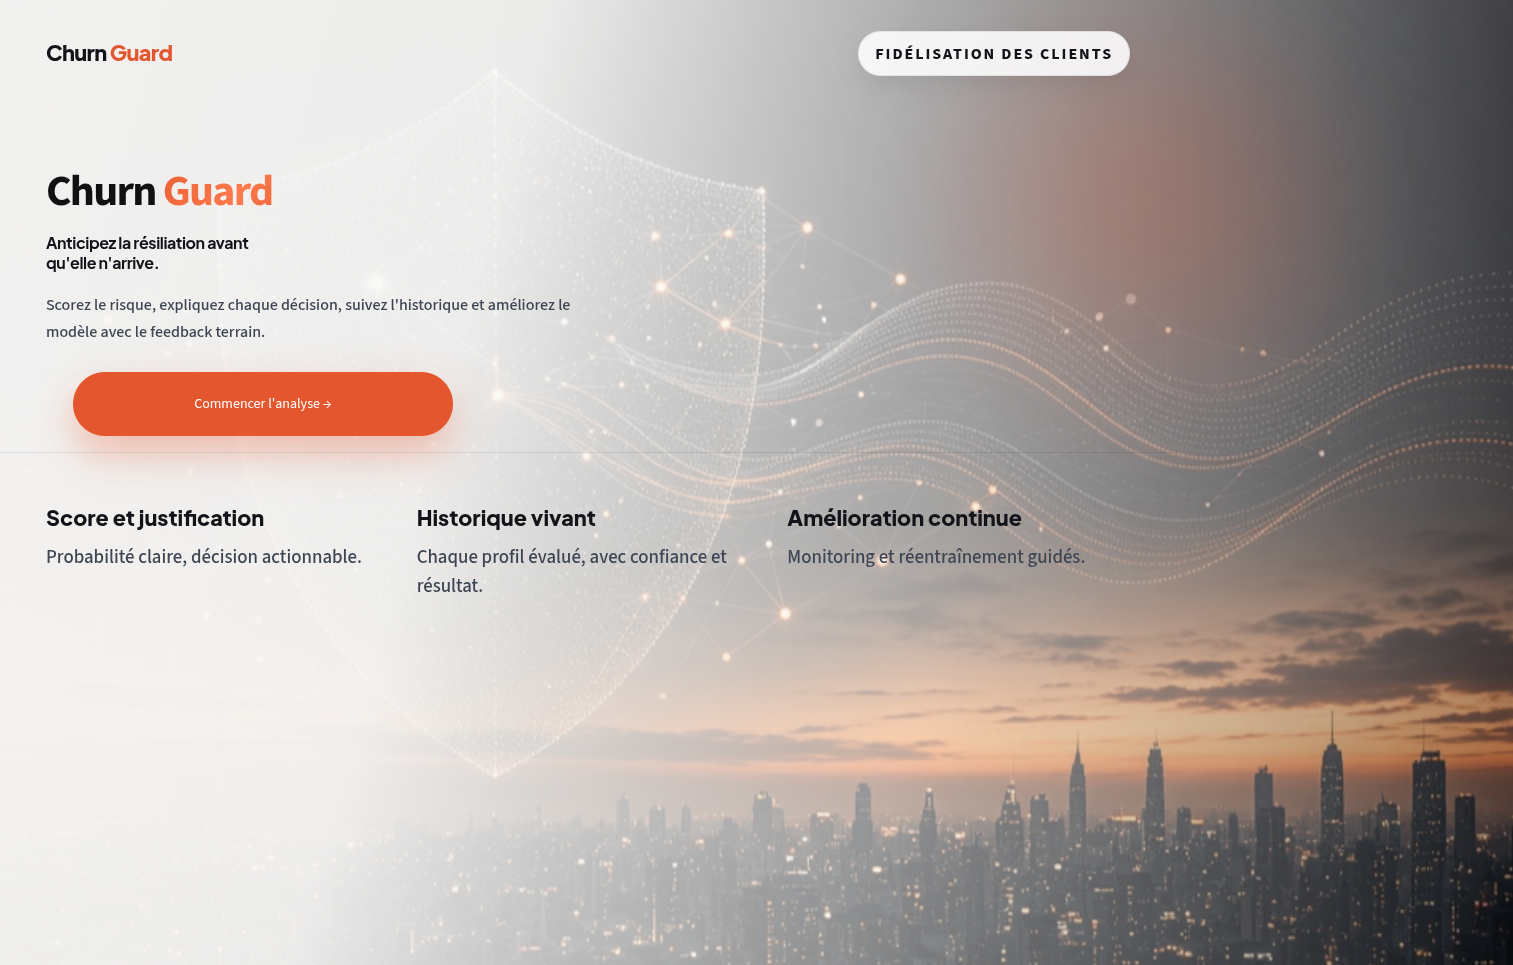 Churn Guard
FIDÉLISATION DES CLIENTS
Churn Guard
Anticipez la résiliation avant
qu'elle n'arrive.
Scorez le risque, expliquez chaque décision, suivez l'historique et améliorez le
modèle avec le feedback terrain.
Commencer l'analyse →
Score et justification
Probabilité claire, décision actionnable.
Historique vivant
Chaque profil évalué, avec confiance et
résultat.
Amélioration continue
Monitoring et réentraînement guidés.